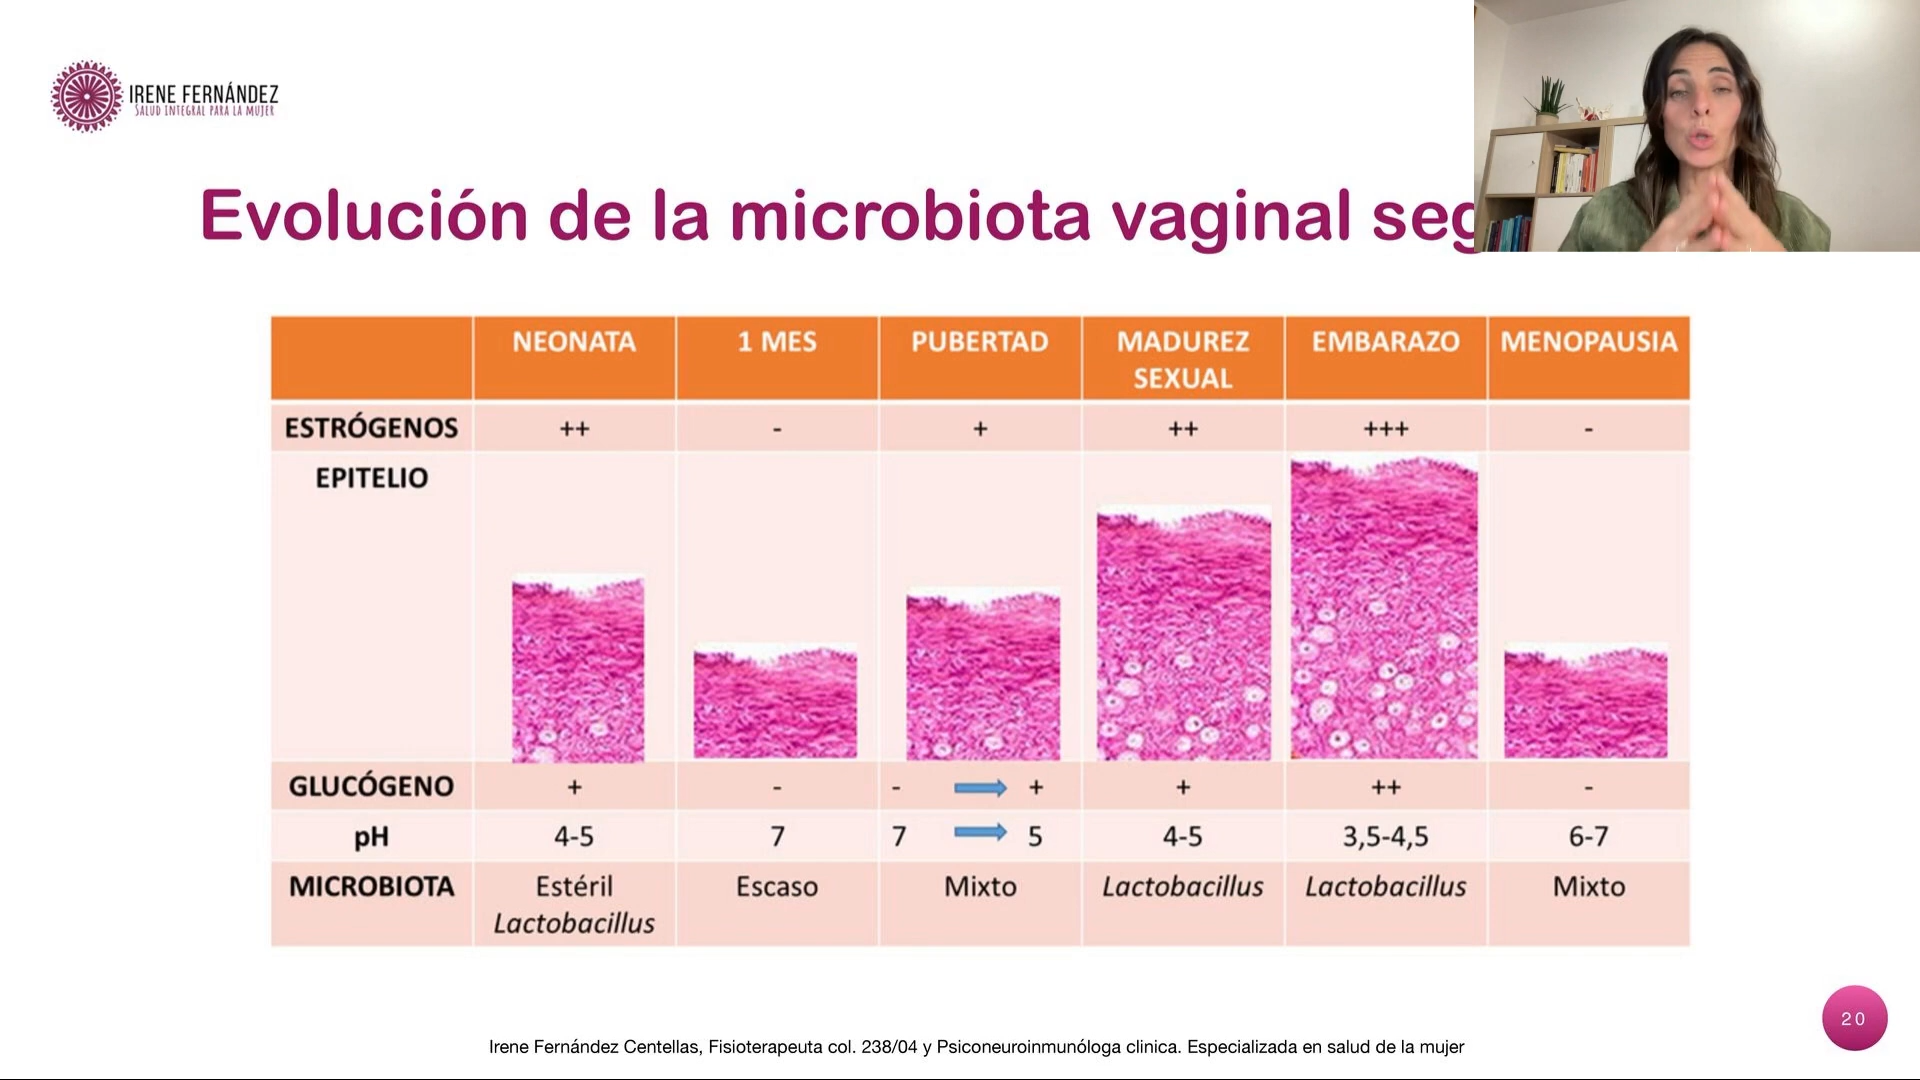 IRENE FERNÁNDEZ
SALUD INTEGRAL PARA LA MUJER
Evolución de la microbiota vaginal
NEONATA 1 MES PUBERTAD MADUREZ SEXUAL EMBARAZO MENOPAUSIA
ESTRÓGENOS ++ - + ++ +++ -
EPITELIO
GLUCÓGENO + - - + + ++ -
pH 4-5 7 7 5 4-5 3,5-4,5 6-7
MICROBIOTA Estéril Lactobacillus Escaso Mixto Lactobacillus Lactobacillus Mixto
20
Irene Fernández Centellas, Fisioterapeuta col. 238/04 y Psiconeuroinmunóloga clinica. Especializada en salud de la mujer